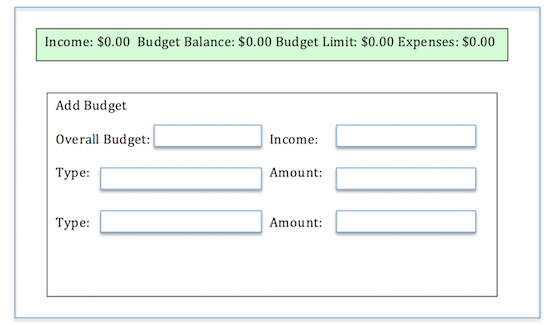 Income: $0.00 Budget Balance: $0.00 Budget Limit: $0.00 Expenses: $0.00
Add Budget
Overall Budget: Income:
Type: Amount:
Type: Amount: